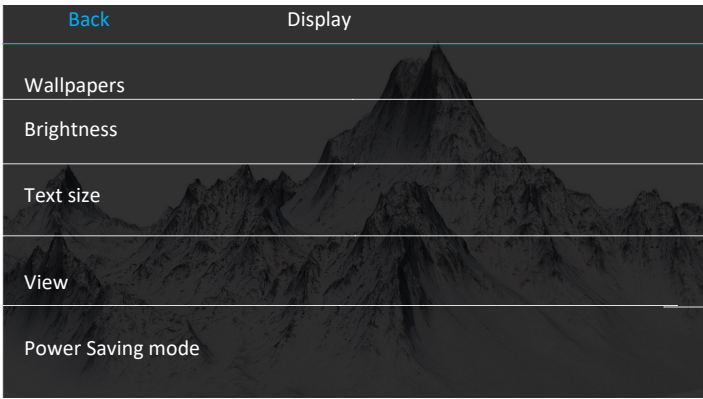 Back Display
Wallpapers
Brightness
Text size
View
Power Saving mode